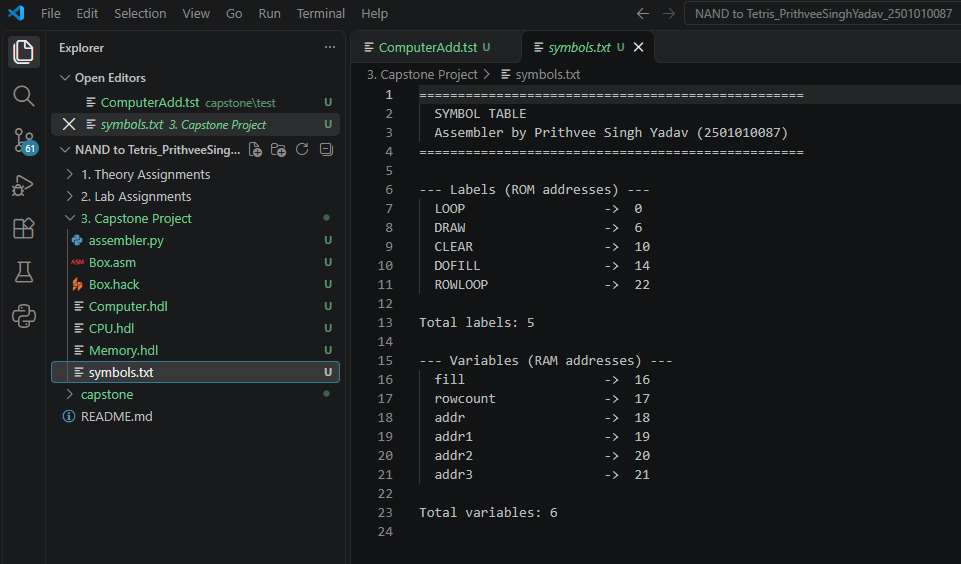 File Edit Selection View Go Run Terminal Help
NAND to Tetris_PrithveeSinghYadav_2501010087
Explorer
Open Editors
ComputerAdd.tst capstone\test U
symbols.txt 3. Capstone Project U
NAND to Tetris_PrithveeSing...
1. Theory Assignments
2. Lab Assignments
3. Capstone Project
assembler.py U
ASM Box.asm U
Box.hack U
Computer.hdl U
CPU.hdl U
Memory.hdl U
symbols.txt U
capstone
README.md
61
ComputerAdd.tst U
symbols.txt U
3. Capstone Project > symbols.txt
1 ==================================================
2 SYMBOL TABLE
3 Assembler by Prithvee Singh Yadav (2501010087)
4 ==================================================
5
6 --- Labels (ROM addresses) ---
7 LOOP -> 0
8 DRAW -> 6
9 CLEAR -> 10
10 DOFILL -> 14
11 ROWLOOP -> 22
12
13 Total labels: 5
14
15 --- Variables (RAM addresses) ---
16 fill -> 16
17 rowcount -> 17
18 addr -> 18
19 addr1 -> 19
20 addr2 -> 20
21 addr3 -> 21
22
23 Total variables: 6
24